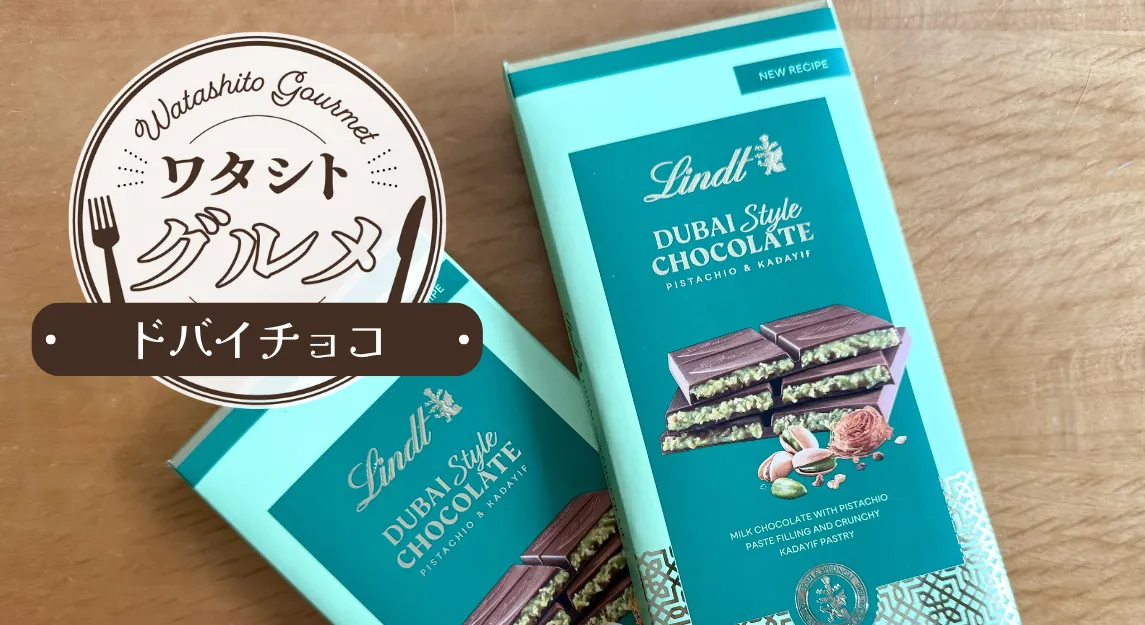 Watashito Gourmet
ワタシト
グルメ
ドバイチョコ
NEW RECIPE
Lindt
DUBAI Style
CHOCOLATE
PISTACHIO & KADAYIF
MILK CHOCOLATE WITH PISTACHIO
PASTE FILLING AND CRUNCHY
KADAYIF PASTRY
IPE
Lindt
DUBAI Style
CHOCOLATE
PISTACHIO & KADAYIF